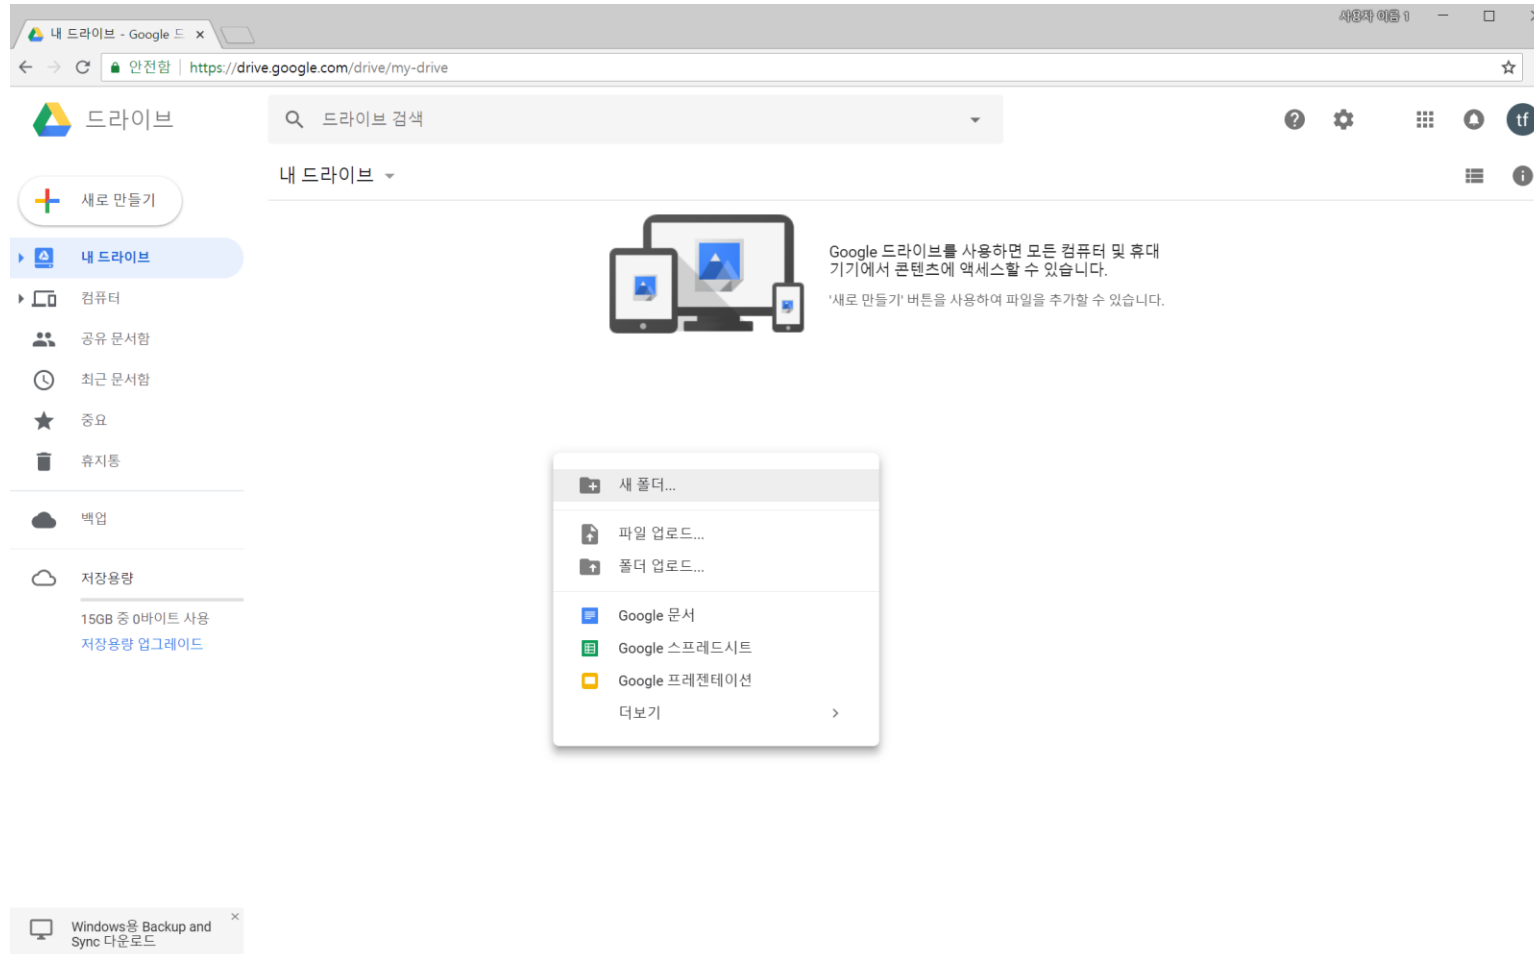 내 드라이브 - Google 드
사용자 이름 1
안전함 https://drive.google.com/drive/my-drive
드라이브
드라이브 검색
tf
내 드라이브
새로 만들기
내 드라이브
컴퓨터
공유 문서함
최근 문서함
중요
휴지통
백업
저장용량
15GB 중 0바이트 사용
저장용량 업그레이드
Google 드라이브를 사용하면 모든 컴퓨터 및 휴대
기기에서 콘텐츠에 액세스할 수 있습니다.
'새로 만들기' 버튼을 사용하여 파일을 추가할 수 있습니다.
새 폴더...
파일 업로드...
폴더 업로드...
Google 문서
Google 스프레드시트
Google 프레젠테이션
더보기
Windows용 Backup and
Sync 다운로드